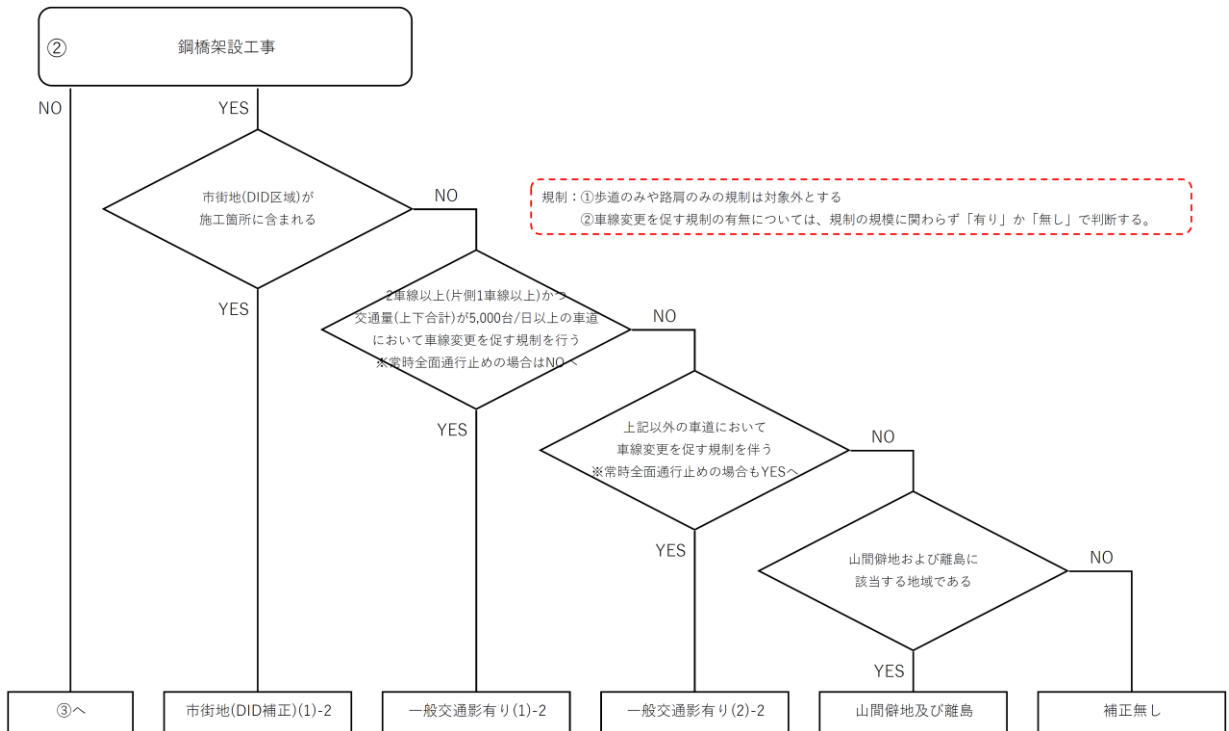 ② 鋼橋架設工事
NO
YES
市街地(DID区域)が
施工箇所に含まれる
NO
YES
規制：①歩道のみや路肩のみの規制は対象外とする
②車線変更を促す規制の有無については、規制の規模に関わらず「有り」か「無し」で判断する。
2車線以上(片側1車線以上)かつ
交通量(上下合計)が5,000台/日以上の車道
において車線変更を促す規制を行う
※常時全面通行止めの場合はNOへ
NO
YES
上記以外の車道において
車線変更を促す規制を伴う
※常時全面通行止めの場合もYESへ
NO
YES
山間僻地および離島に
該当する地域である
NO
YES
③へ
市街地(DID補正)(1)-2
一般交通影有り(1)-2
一般交通影有り(2)-2
山間僻地及び離島
補正無し